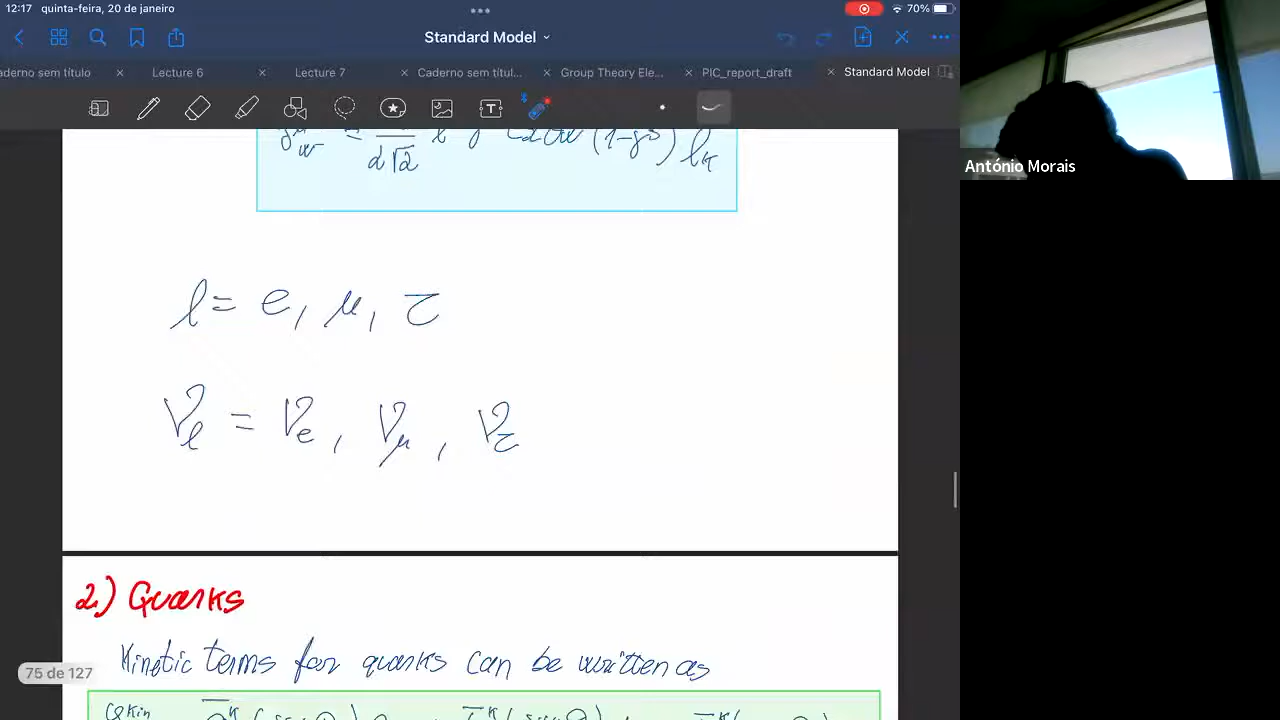 12:17 quinta-feira, 20 de janeiro
70%
Standard Model
aderno sem título
Lecture 6
Lecture 7
Caderno sem títul...
Group Theory Ele...
PIC_report_draft
Standard Model
António Morais
l = e, μ, τ
ν_l = ν_e, ν_μ, ν_τ
2) Quarks
Kinetic terms for quarks can be written as
75 de 127